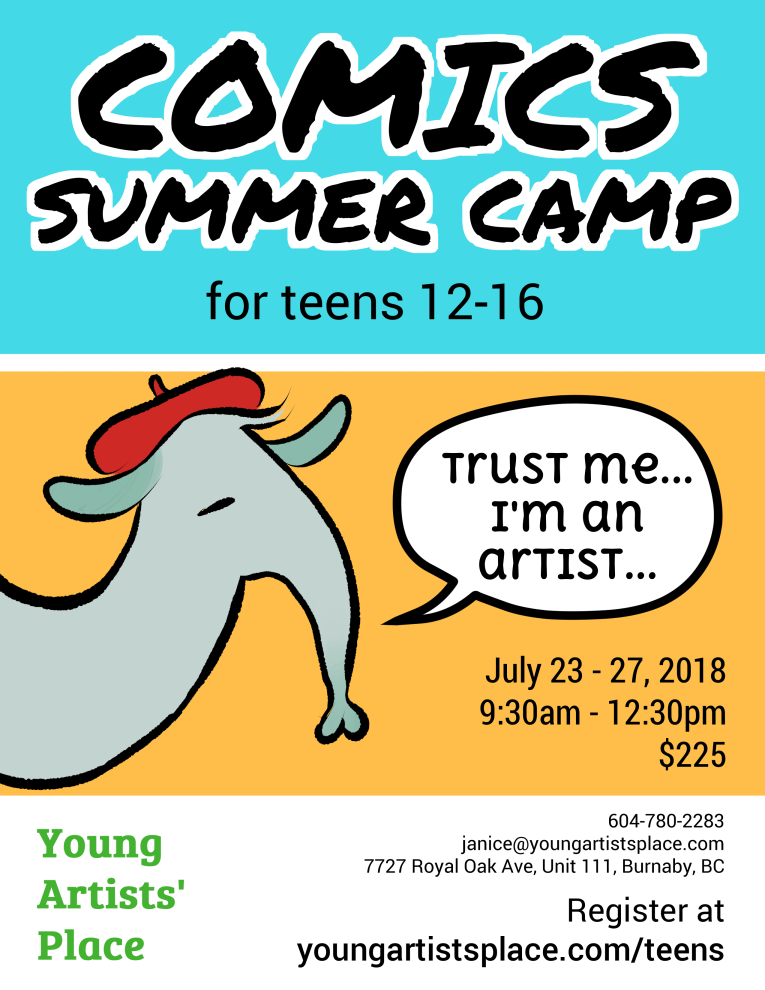 COMICS
SUMMER CAMP
for teens 12-16
Trust me...
I'm an
artist...
July 23 - 27, 2018
9:30am - 12:30pm
$225
604-780-2283
janice@youngartistsplace.com
7727 Royal Oak Ave, Unit 111, Burnaby, BC
Young
Artists'
Place
Register at
youngartistsplace.com/teens